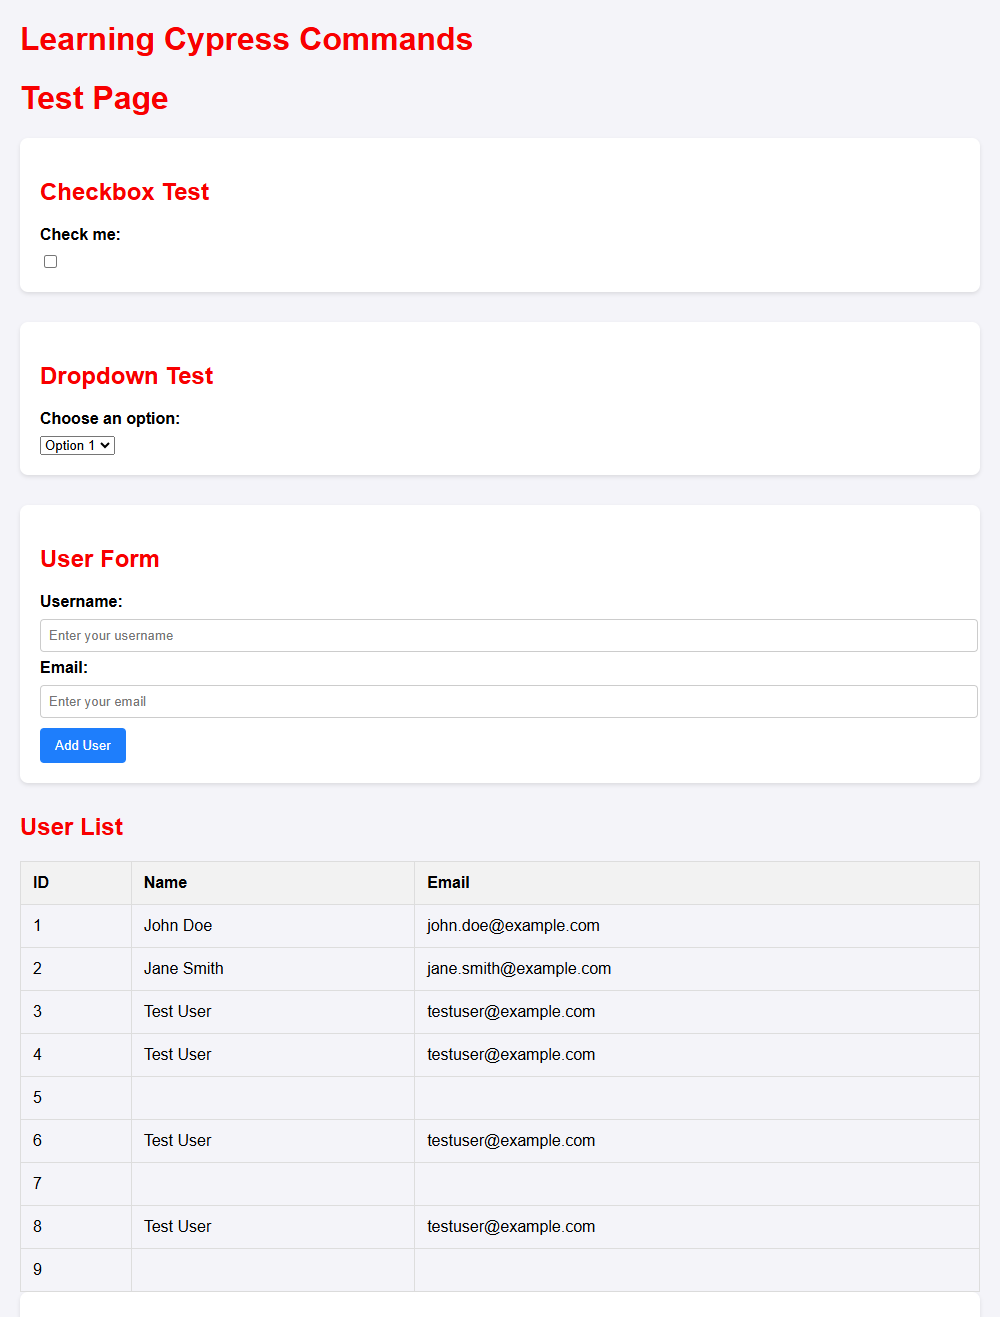 Learning Cypress Commands
Test Page
Checkbox Test
Check me:
Dropdown Test
Choose an option:
Option 1
User Form
Username:
Enter your username
Email:
Enter your email
Add User
User List
ID Name Email
1 John Doe john.doe@example.com
2 Jane Smith jane.smith@example.com
3 Test User testuser@example.com
4 Test User testuser@example.com
5
6 Test User testuser@example.com
7
8 Test User testuser@example.com
9